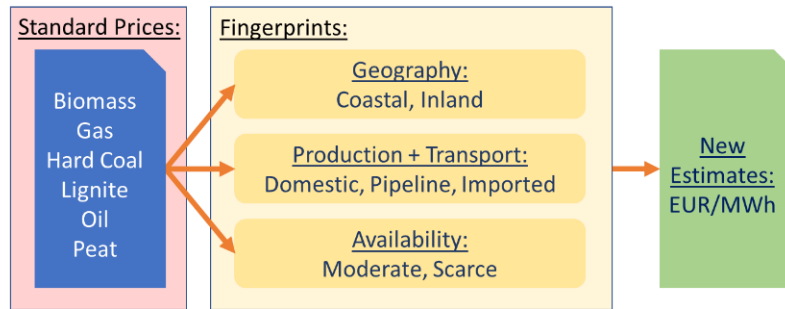 Standard Prices:
Biomass
Gas
Hard Coal
Lignite
Oil
Peat
Fingerprints:
Geography:
Coastal, Inland
Production + Transport:
Domestic, Pipeline, Imported
Availability:
Moderate, Scarce
New
Estimates:
EUR/MWh